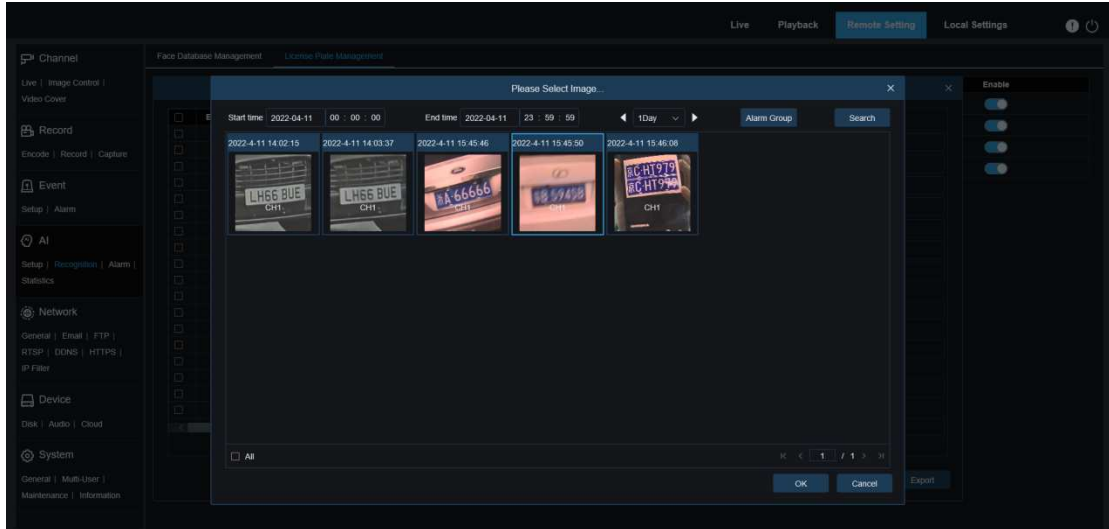 Live Playback Remote Setting Local Settings
Channel
Live | Image Control |
Video Cover
Record
Encode | Record | Capture
Event
Setup | Alarm
AI
Setup | Recognition | Alarm |
Statistics
Network
General | Email | FTP |
RTSP | DDNS | HTTPS |
IP Filter
Device
Disk | Audio | Cloud
System
General | Multi-User |
Maintenance | Information
Face Database Management License Plate Management
Enable
Please Select Image...
Start time 2022-04-11 00 : 00 : 00 End time 2022-04-11 23 : 59 : 59 1Day Alarm Group Search
2022-4-11 14:02:15 2022-4-11 14:03:37 2022-4-11 15:45:46 2022-4-11 15:45:50 2022-4-11 15:46:08
LH66 BUE
CH1
LH66 BUE
CH1
A·66666
CH1
CH1
C·HT979
C·HT979
CH1
All
1 / 1
OK Cancel
Export